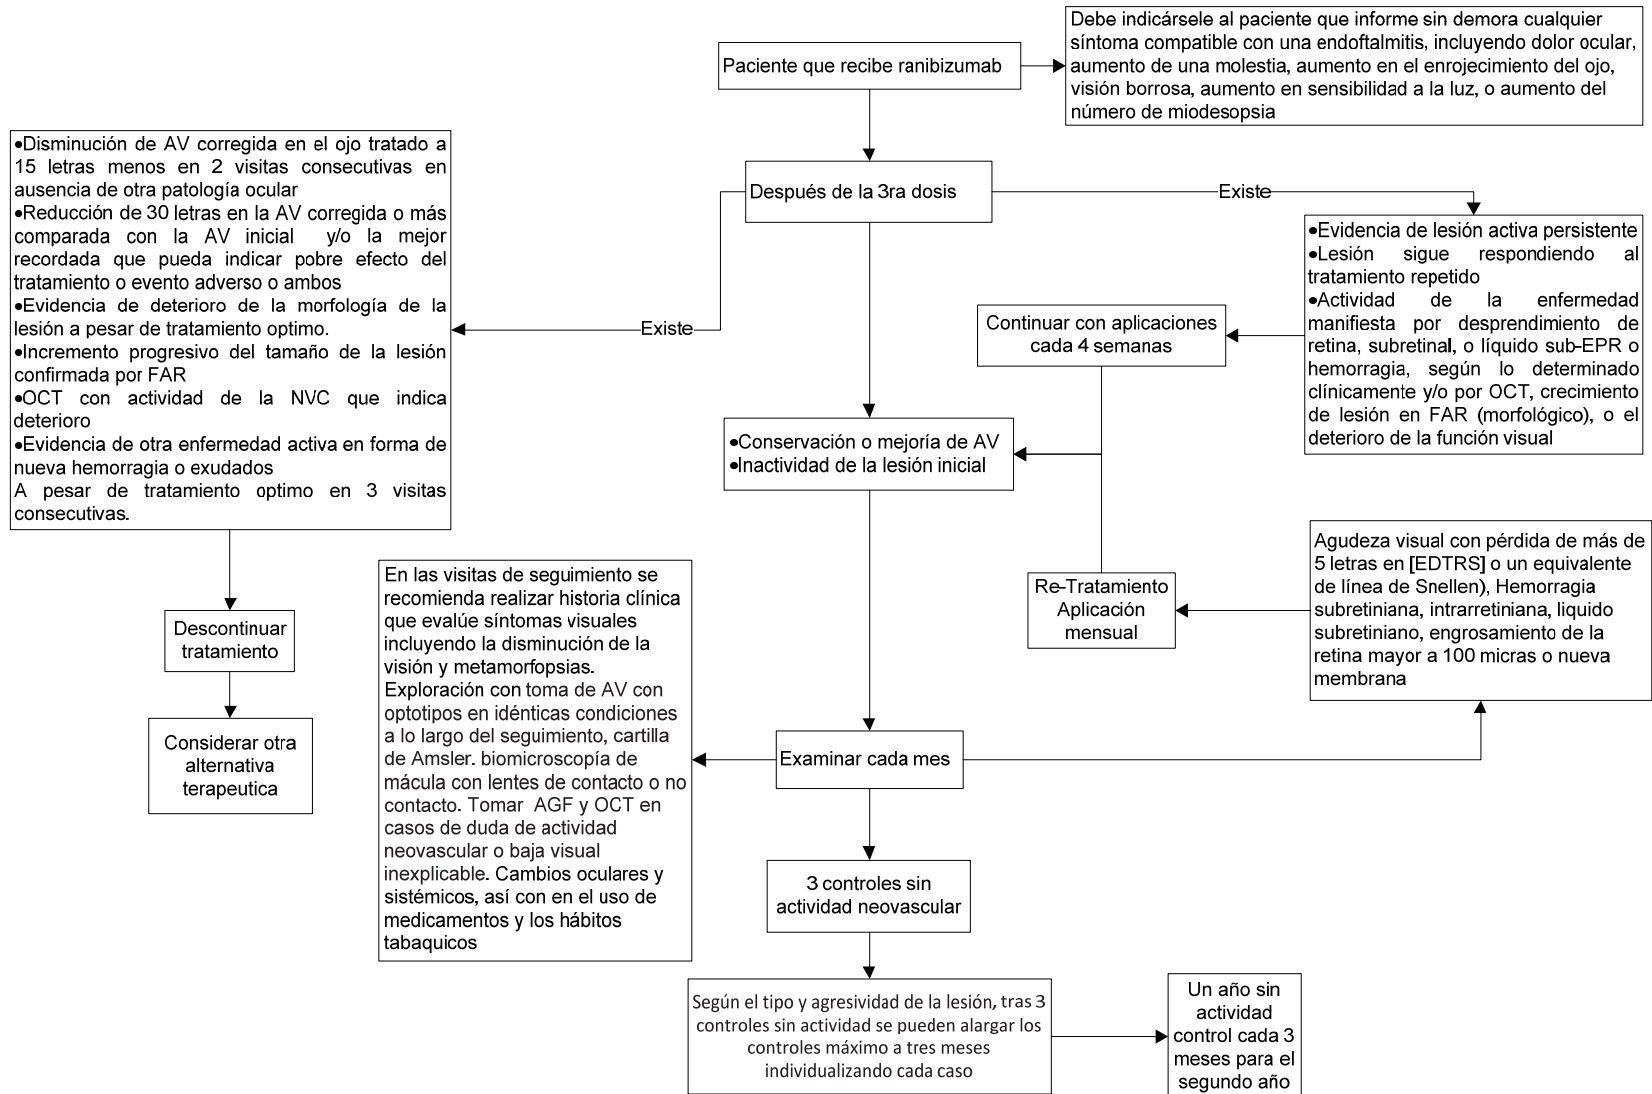 Debe indicársele al paciente que informe sin demora cualquier
síntoma compatible con una endoftalmitis, incluyendo dolor ocular,
aumento de una molestia, aumento en el enrojecimiento del ojo,
visión borrosa, aumento en sensibilidad a la luz, o aumento del
número de miodesopsia
Paciente que recibe ranibizumab
•Disminución de AV corregida en el ojo tratado a
15 letras menos en 2 visitas consecutivas en
ausencia de otra patología ocular
•Reducción de 30 letras en la AV corregida o más
comparada con la AV inicial y/o la mejor
recordada que pueda indicar pobre efecto del
tratamiento o evento adverso o ambos
•Evidencia de deterioro de la morfología de la
lesión a pesar de tratamiento optimo.
•Incremento progresivo del tamaño de la lesión
confirmada por FAR
•OCT con actividad de la NVC que indica
deterioro
•Evidencia de otra enfermedad activa en forma de
nueva hemorragia o exudados
A pesar de tratamiento optimo en 3 visitas
consecutivas.
Existe
Después de la 3ra dosis
Existe
•Evidencia de lesión activa persistente
•Lesión sigue respondiendo al
tratamiento repetido
•Actividad de la enfermedad
manifiesta por desprendimiento de
retina, subretinal, o líquido sub-EPR o
hemorragia, según lo determinado
clínicamente y/o por OCT, crecimiento
de lesión en FAR (morfológico), o el
deterioro de la función visual
Continuar con aplicaciones
cada 4 semanas
•Conservación o mejoría de AV
•Inactividad de la lesión inicial
Agudeza visual con pérdida de más de
5 letras en [EDTRS] o un equivalente
de línea de Snellen), Hemorragia
subretiniana, intrarretiniana, liquido
subretiniano, engrosamiento de la
retina mayor a 100 micras o nueva
membrana
Re-Tratamiento
Aplicación
mensual
Descontinuar
tratamiento
Considerar otra
alternativa
terapeutica
En las visitas de seguimiento se
recomienda realizar historia clínica
que evalúe síntomas visuales
incluyendo la disminución de la
visión y metamorfopsias.
Exploración con toma de AV con
optotipos en idénticas condiciones
a lo largo del seguimiento, cartilla
de Amsler. biomicroscopía de
mácula con lentes de contacto o no
contacto. Tomar AGF y OCT en
casos de duda de actividad
neovascular o baja visual
inexplicable. Cambios oculares y
sistémicos, así con en el uso de
medicamentos y los hábitos
tabaquicos
Examinar cada mes
3 controles sin
actividad neovascular
Según el tipo y agresividad de la lesión, tras 3
controles sin actividad se pueden alargar los
controles máximo a tres meses
individualizando cada caso
Un año sin
actividad
control cada 3
meses para el
segundo año